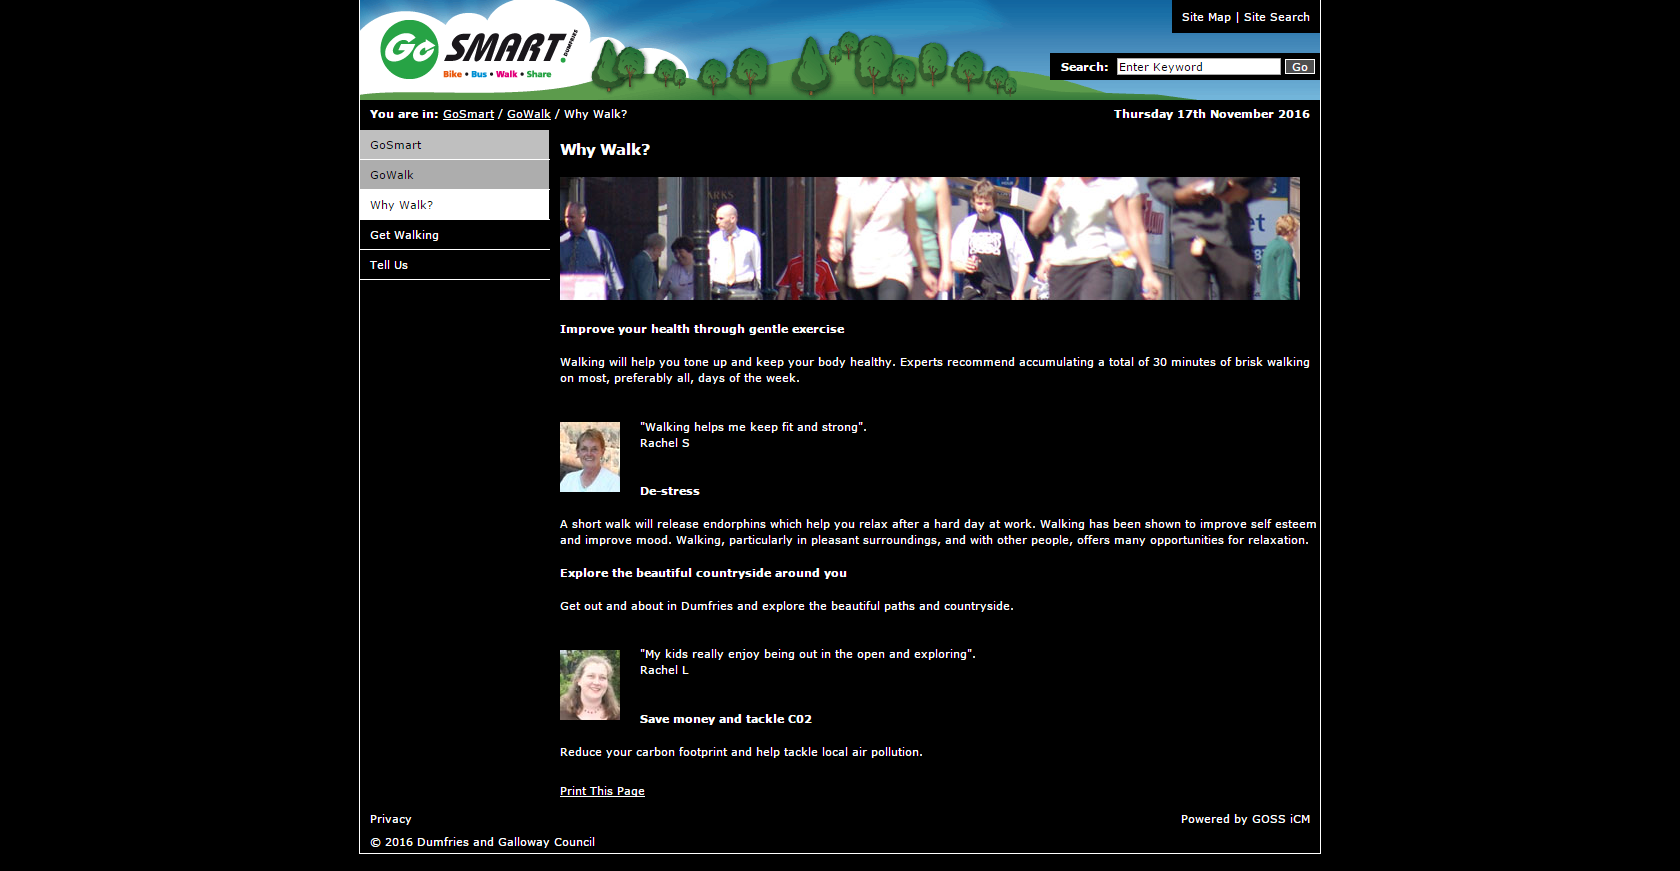 Site Map | Site Search
Go SMART! DUMFRIES
Bike • Bus • Walk • Share
Search: Enter Keyword Go
You are in: GoSmart / GoWalk / Why Walk?
Thursday 17th November 2016
GoSmart
GoWalk
Why Walk?
Get Walking
Tell Us
Why Walk?
Improve your health through gentle exercise
Walking will help you tone up and keep your body healthy. Experts recommend accumulating a total of 30 minutes of brisk walking
on most, preferably all, days of the week.
"Walking helps me keep fit and strong".
Rachel S
De-stress
A short walk will release endorphins which help you relax after a hard day at work. Walking has been shown to improve self esteem
and improve mood. Walking, particularly in pleasant surroundings, and with other people, offers many opportunities for relaxation.
Explore the beautiful countryside around you
Get out and about in Dumfries and explore the beautiful paths and countryside.
"My kids really enjoy being out in the open and exploring".
Rachel L
Save money and tackle C02
Reduce your carbon footprint and help tackle local air pollution.
Print This Page
Privacy
Powered by GOSS iCM
© 2016 Dumfries and Galloway Council